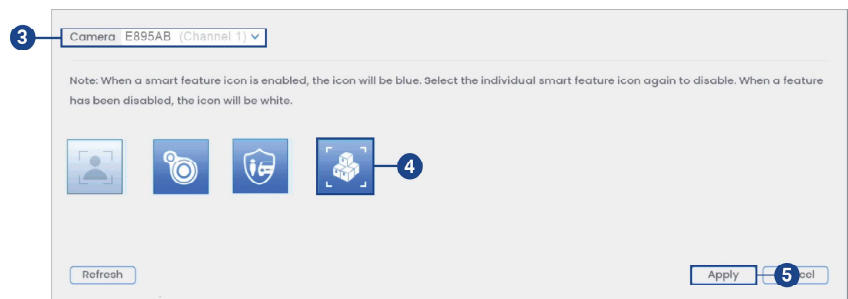 3
Camera E895AB (Channel 1)
Note: When a smart feature icon is enabled, the icon will be blue. Select the individual smart feature icon again to disable. When a feature
has been disabled, the icon will be white.
4
Refresh
Apply
5